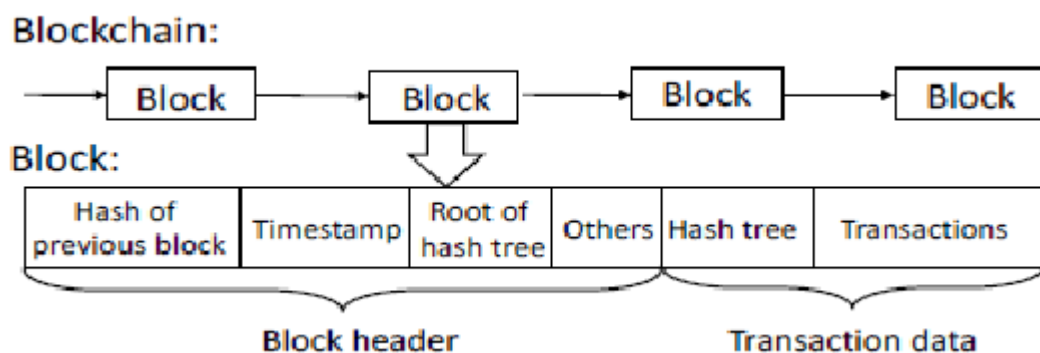 Blockchain:
Block Block Block Block
Block:
Hash of previous block Timestamp Root of hash tree Others Hash tree Transactions
Block header Transaction data